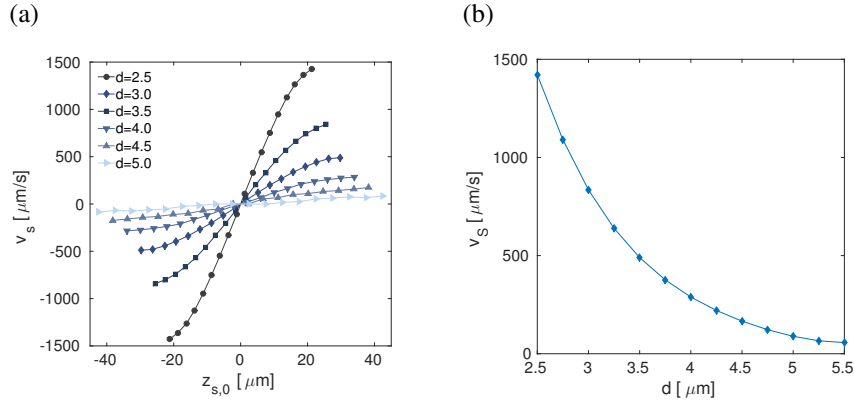 (a)
(b)
1500
1000
500
0
-500
-1000
-1500
v_s [ μm/s]
d=2.5
d=3.0
d=3.5
d=4.0
d=4.5
d=5.0
-40 -20 0 20 40
z_{s,0} [ μm]
1500
1000
500
0
v_S [ μm/s]
2.5 3 3.5 4 4.5 5 5.5
d [ μm]